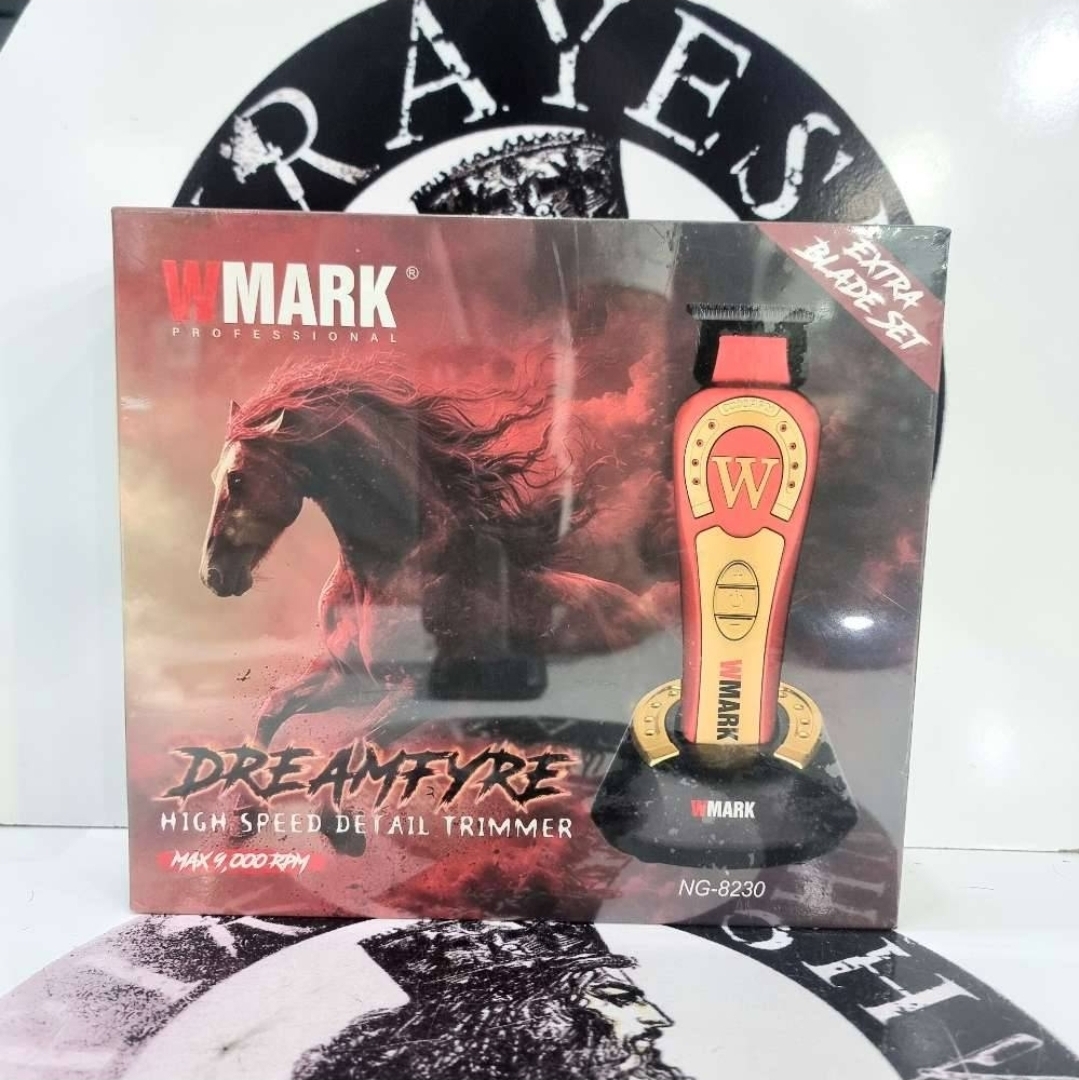 RAYES
WMARK®
PROFESSIONAL
EXTRA
BLADE SET
W
WMARK
DREAMFYRE
HIGH SPEED DETAIL TRIMMER
MAX 9,000 RPM
WMARK
NG-8230